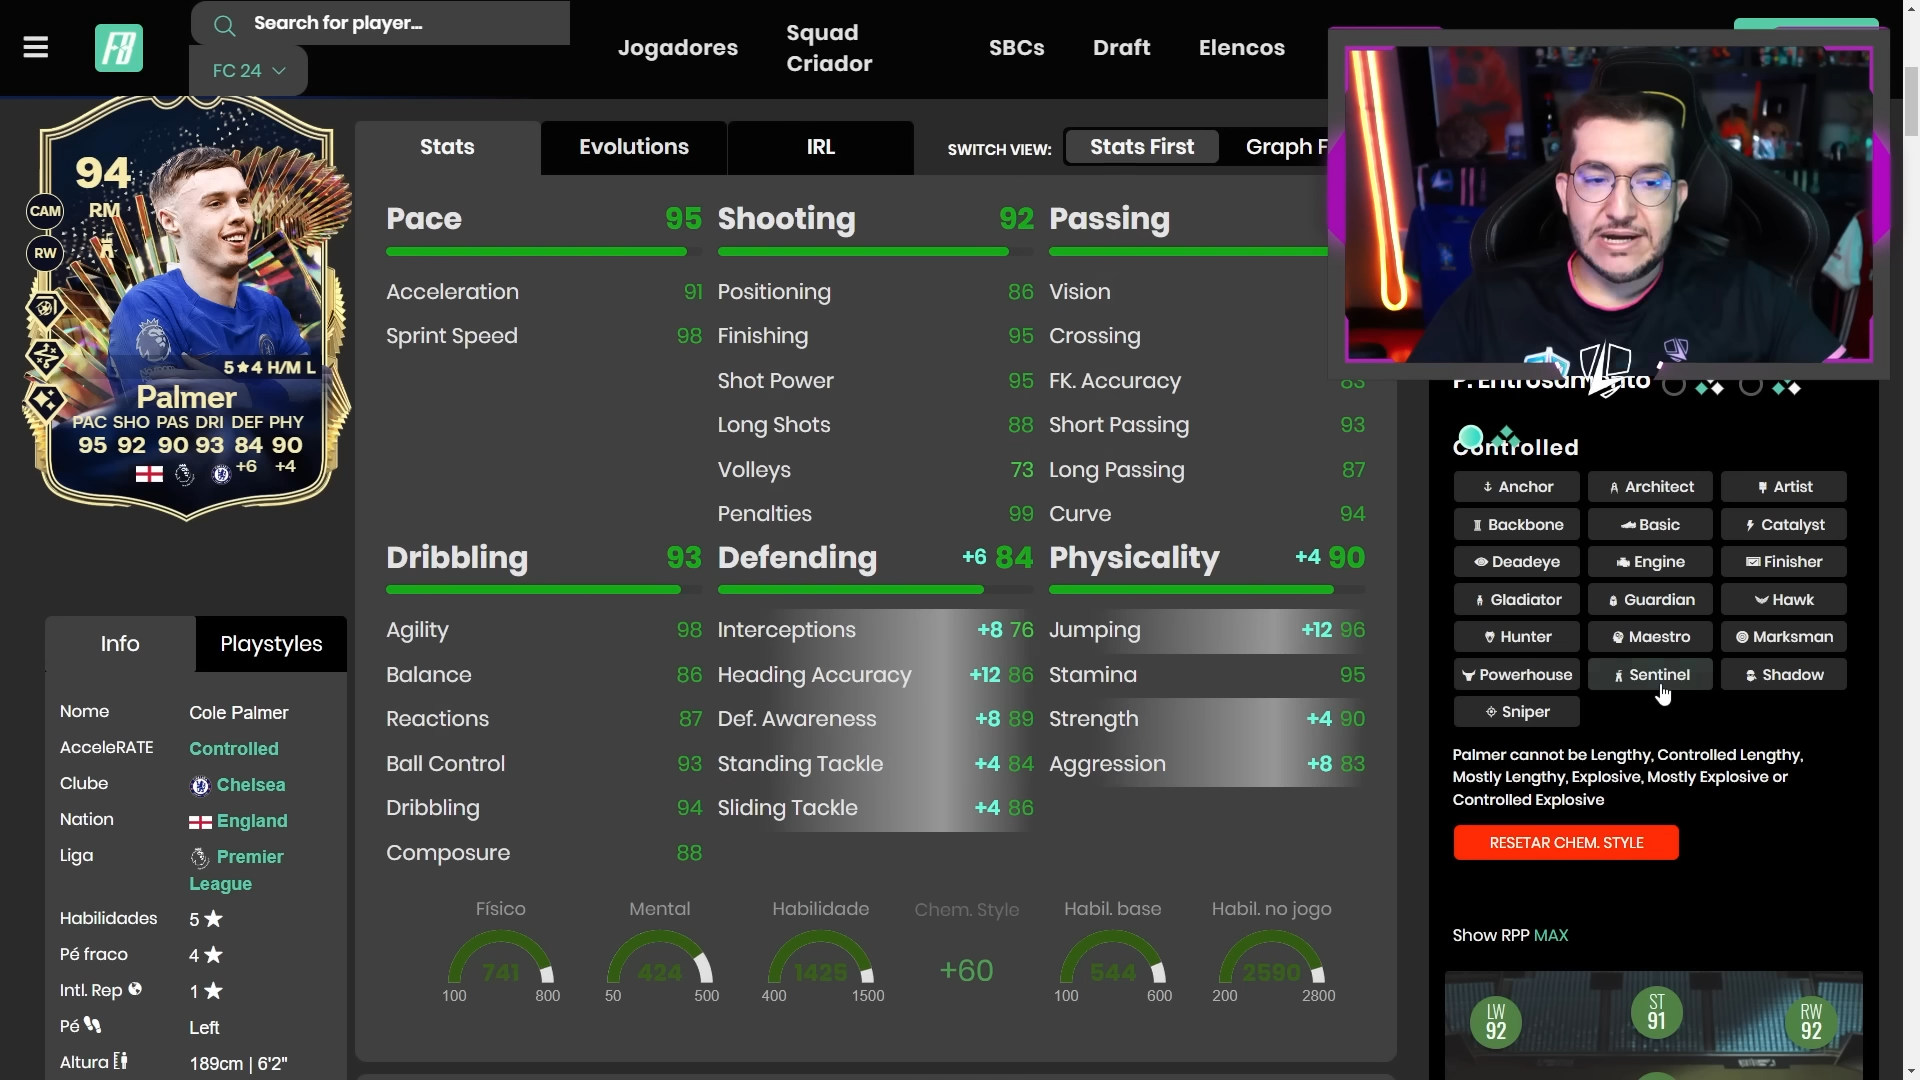 FB
Search for player...
FC 24
Jogadores
Squad
Criador
SBCs
Draft
Elencos
94
RM
CAM
RW
5★4 H/M L
Palmer
PAC SHO PAS DRI DEF PHY
95 92 90 93 84 90
+6 +4
Stats
Evolutions
IRL
SWITCH VIEW:
Stats First
Graph F
Pace 95
Acceleration 91
Sprint Speed 98
Shooting 92
Positioning 86
Finishing 95
Shot Power 95
Long Shots 88
Volleys 73
Penalties 99
Passing
Vision
Crossing
FK. Accuracy 83
Short Passing 93
Long Passing 87
Curve 94
Dribbling 93
Agility 98
Balance 86
Reactions 87
Ball Control 93
Dribbling 94
Composure 88
Defending +6 84
Interceptions +8 76
Heading Accuracy +12 86
Def. Awareness +8 89
Standing Tackle +4 84
Sliding Tackle +4 86
Physicality +4 90
Jumping +12 96
Stamina 95
Strength +4 90
Aggression +8 83
Físico
741
100 800
Mental
424
50 500
Habilidade
1425
400 1500
Chem. Style
+60
Habil. base
544
100 600
Habil. no jogo
2590
200 2800
Info
Playstyles
Nome Cole Palmer
AcceleRATE Controlled
Clube Chelsea
Nation England
Liga Premier
League
Habilidades 5 ★
Pé fraco 4 ★
Intl. Rep 1 ★
Pé Left
Altura 189cm | 6'2"
P. Entrosamento
Controlled
Anchor Architect Artist
Backbone Basic Catalyst
Deadeye Engine Finisher
Gladiator Guardian Hawk
Hunter Maestro Marksman
Powerhouse Sentinel Shadow
Sniper
Palmer cannot be Lengthy, Controlled Lengthy,
Mostly Lengthy, Explosive, Mostly Explosive or
Controlled Explosive
RESETAR CHEM. STYLE
Show RPP MAX
LW
92
ST
91
RW
92